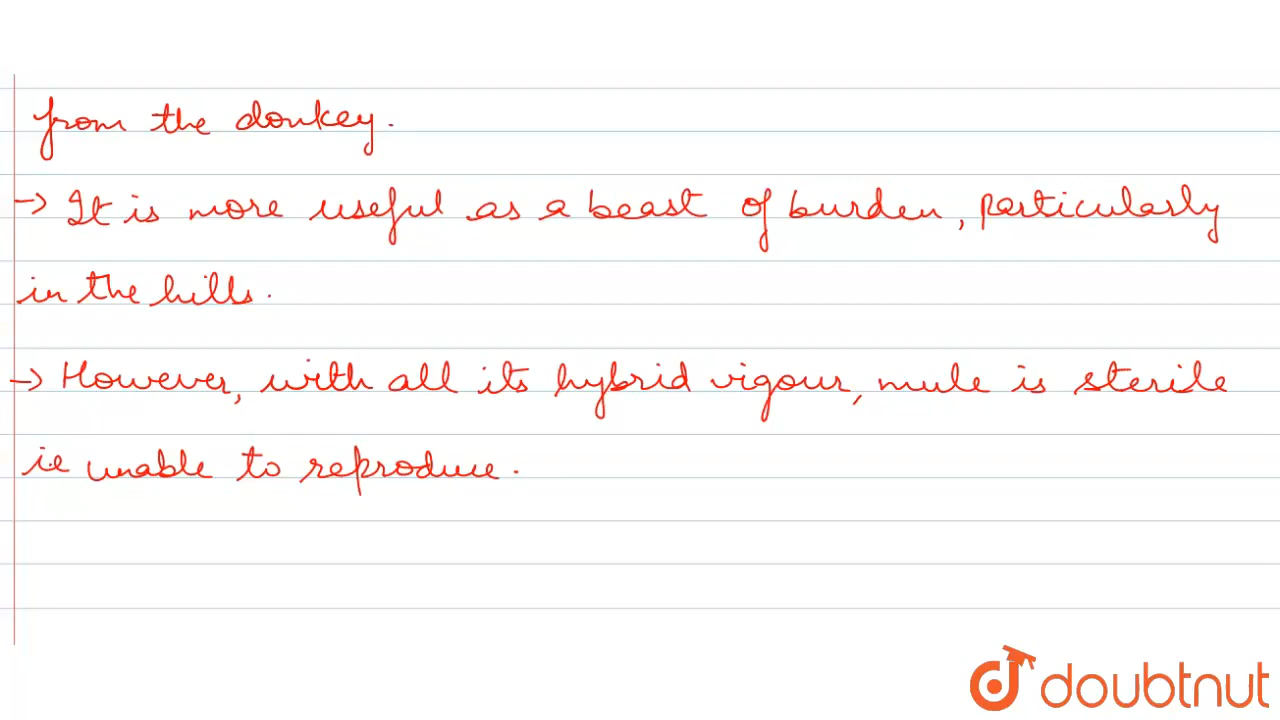 from the donkey.
→ It is more useful as a beast of burden, particularly
in the hills.
→ However, with all its hybrid vigour, mule is sterile
i.e unable to reproduce.
doubtnut